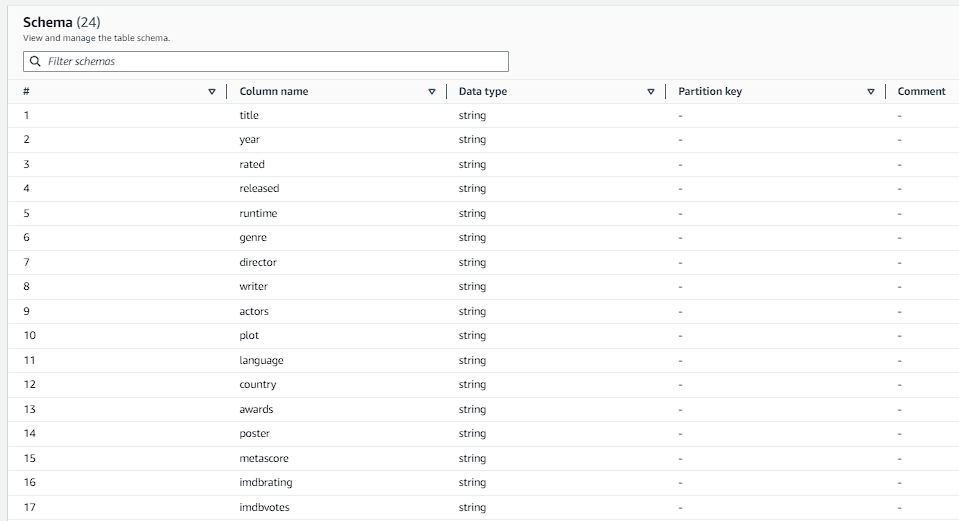 Schema (24)
View and manage the table schema.
Filter schemas
# Column name Data type Partition key Comment
1 title string - -
2 year string - -
3 rated string - -
4 released string - -
5 runtime string - -
6 genre string - -
7 director string - -
8 writer string - -
9 actors string - -
10 plot string - -
11 language string - -
12 country string - -
13 awards string - -
14 poster string - -
15 metascore string - -
16 imdbrating string - -
17 imdbvotes string - -